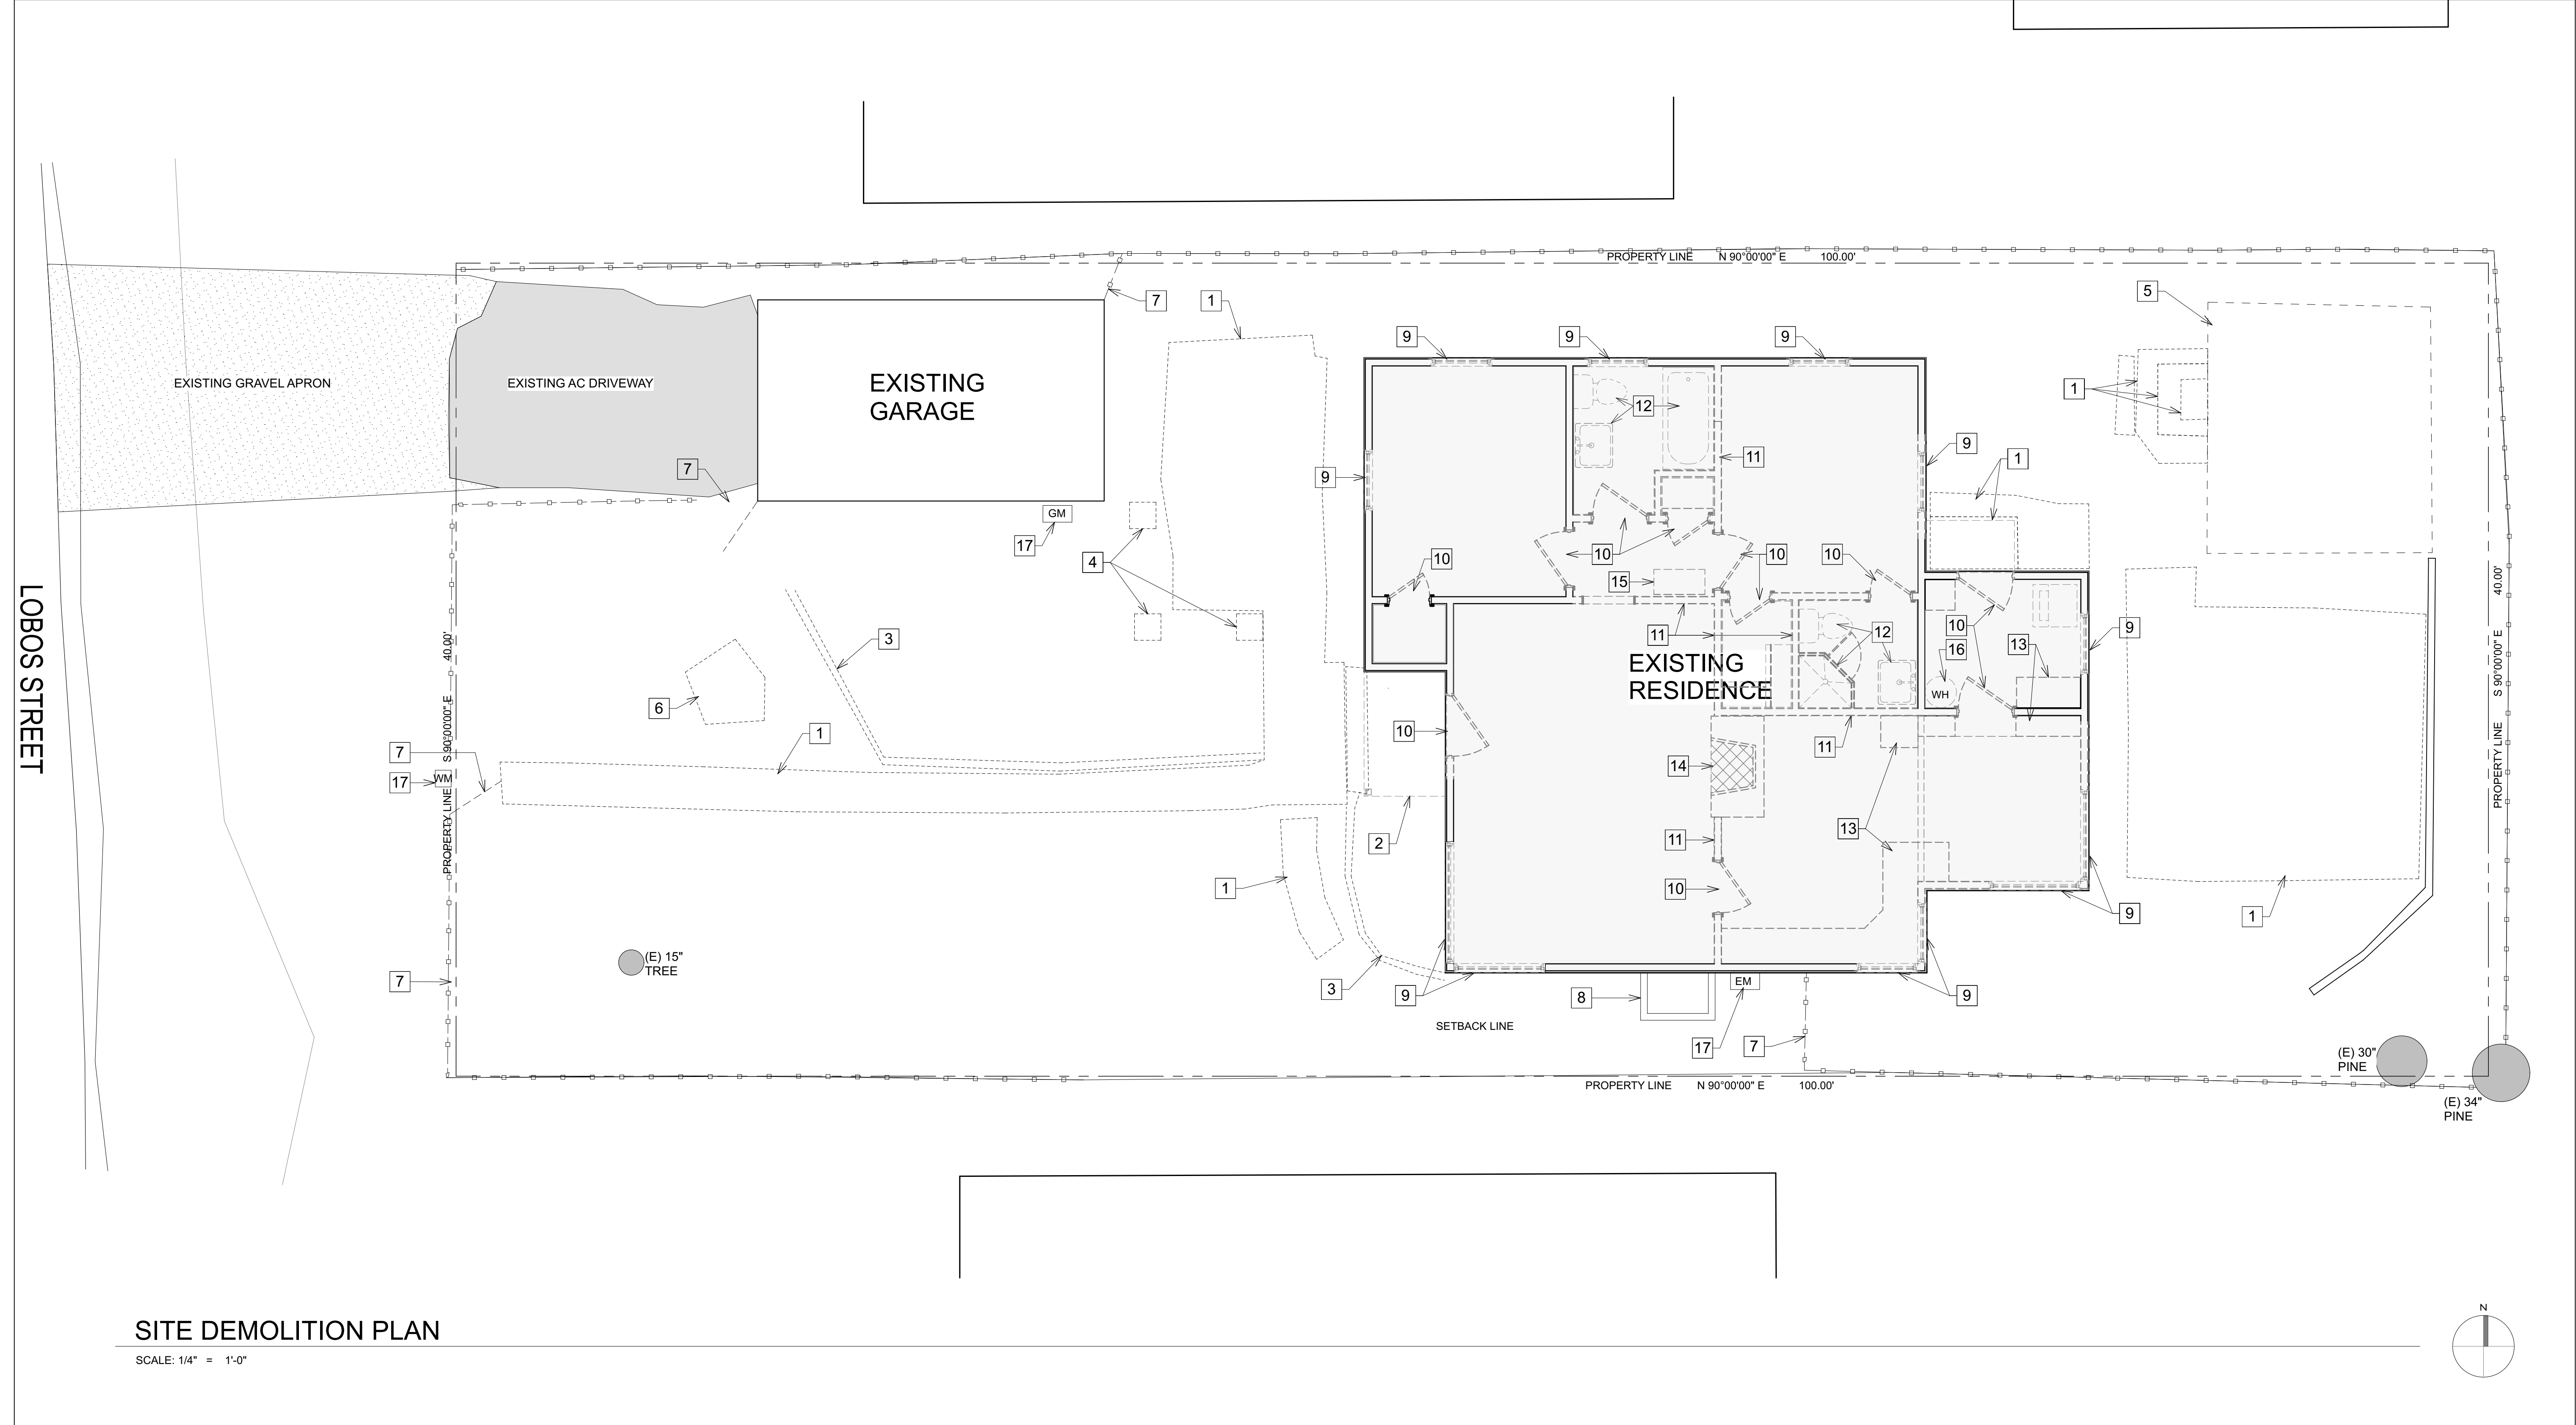 PROPERTY LINE N 90°00'00" E 100.00'
7
1
5
9
9
9
EXISTING GRAVEL APRON
EXISTING AC DRIVEWAY
EXISTING
GARAGE
1
12
9
11
1
7
9
GM
17
4
10
10
10
10
15
LOBOS STREET
PROPERTY LINE S 90°00'00" E 40.00'
3
6
1
11
12
10
13
9
16
WH
EXISTING
RESIDENCE
PROPERTY LINE S 90°00'00" E 40.00'
7
17
WM
10
11
14
13
2
11
1
10
9
1
(E) 15"
TREE
7
3
9
8
EM
9
SETBACK LINE
17
7
(E) 30"
PINE
PROPERTY LINE N 90°00'00" E 100.00'
(E) 34"
PINE
N
SITE DEMOLITION PLAN
SCALE: 1/4" = 1'-0"